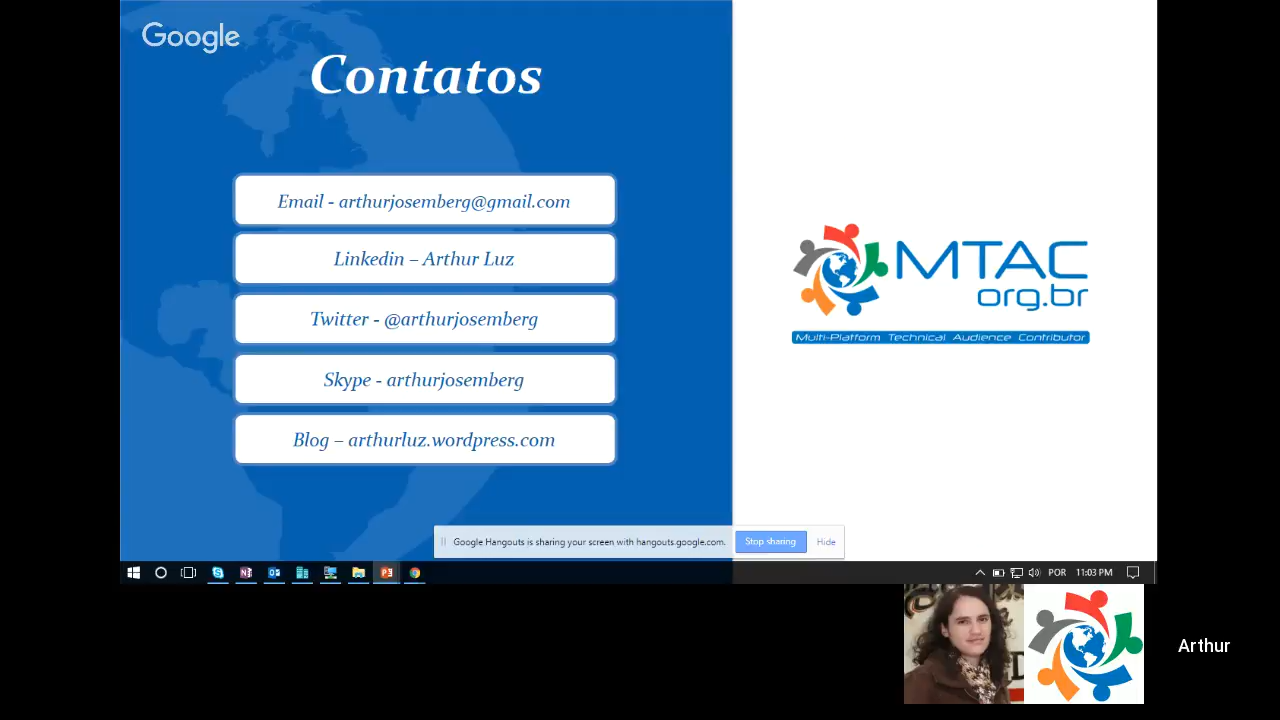 Google
Contatos
Email - arthurjosemberg@gmail.com
Linkedin – Arthur Luz
Twitter - @arthurjosemberg
Skype - arthurjosemberg
Blog – arthurluz.wordpress.com
MTAC
org.br
Multi-Platform Technical Audience Contributor
Google Hangouts is sharing your screen with hangouts.google.com.
Stop sharing
Hide
POR
11:03 PM
Arthur